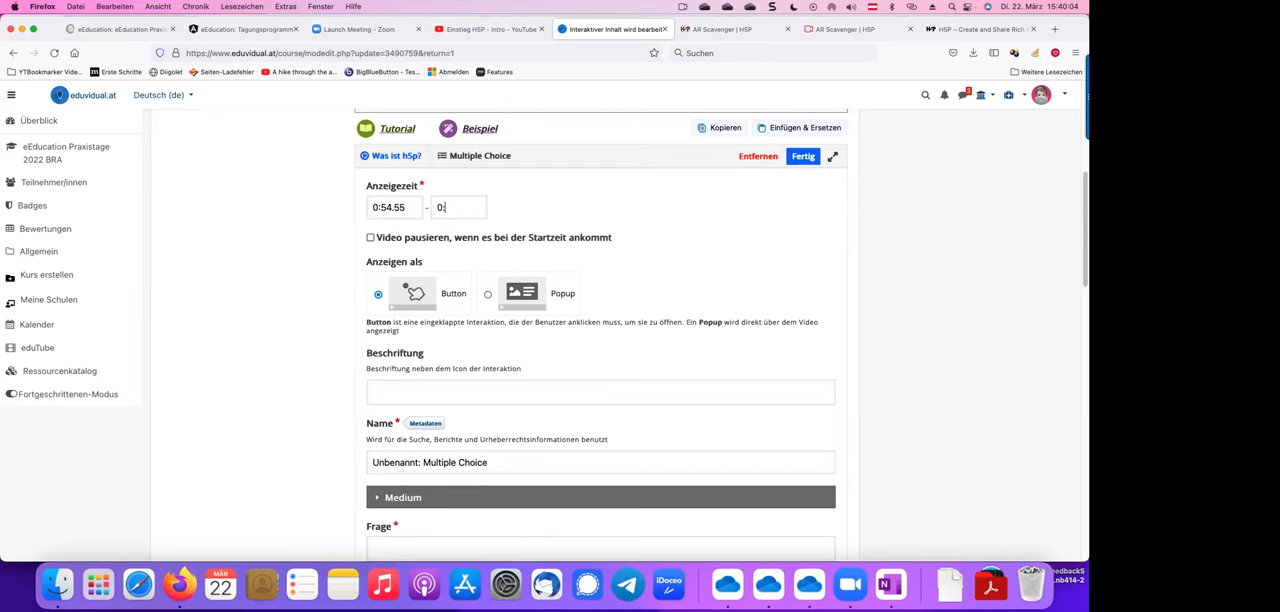 Firefox Datei Bearbeiten Ansicht Chronik Lesezeichen Extras Fenster Hilfe Di. 22. März 15:40:04
eEducation: eEducation Praxist
eEducation: Tagungsprogramm
Launch Meeting - Zoom
Einstieg H5P - Intro - YouTube
Interaktiver Inhalt wird bearbeit
AR Scavenger | H5P
AR Scavenger | H5P
H5P – Create and Share Rich
https://www.eduvidual.at/course/modedit.php?update=3490759&return=1
Suchen
YTBookmarker Vide... Erste Schritte Diigolet Seiten-Ladefehler A hike through the a... BigBlueButton - Tes... Abmelden Features Weitere Lesezeichen
eduvidual.at Deutsch (de) 3
Überblick
eEducation Praxistage
2022 BRA
Teilnehmer/innen
Badges
Bewertungen
Allgemein
Kurs erstellen
Meine Schulen
Kalender
eduTube
Ressourcenkatalog
Fortgeschrittenen-Modus
Tutorial Beispiel Kopieren Einfügen & Ersetzen
Was ist h5p? Multiple Choice Entfernen Fertig
Anzeigezeit *
0:54.55 - 0:
Video pausieren, wenn es bei der Startzeit ankommt
Anzeigen als
Button Popup
Button ist eine eingeklappte Interaktion, die der Benutzer anklicken muss, um sie zu öffnen. Ein Popup wird direkt über dem Video
angezeigt
Beschriftung
Beschriftung neben dem Icon der Interaktion
Name * Metadaten
Wird für die Suche, Berichte und Urheberrechtsinformationen benutzt
Unbenannt: Multiple Choice
Medium
Frage *
MÄR
22
iDoceo
N
eedbackS
.nb414-2